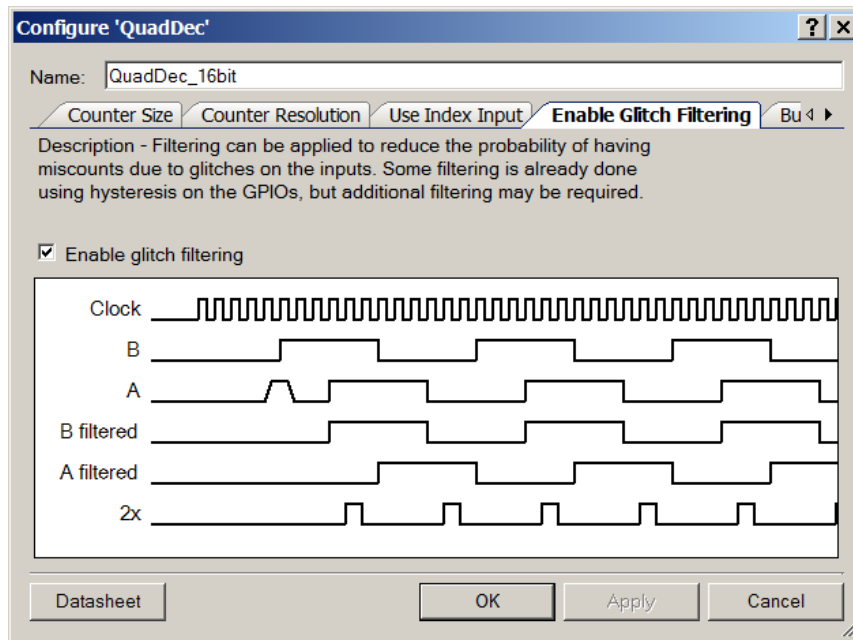 Configure 'QuadDec'
Name: QuadDec_16bit
Counter Size Counter Resolution Use Index Input Enable Glitch Filtering Bu
Description - Filtering can be applied to reduce the probability of having
miscounts due to glitches on the inputs. Some filtering is already done
using hysteresis on the GPIOs, but additional filtering may be required.
Enable glitch filtering
Clock
B
A
B filtered
A filtered
2x
Datasheet OK Apply Cancel